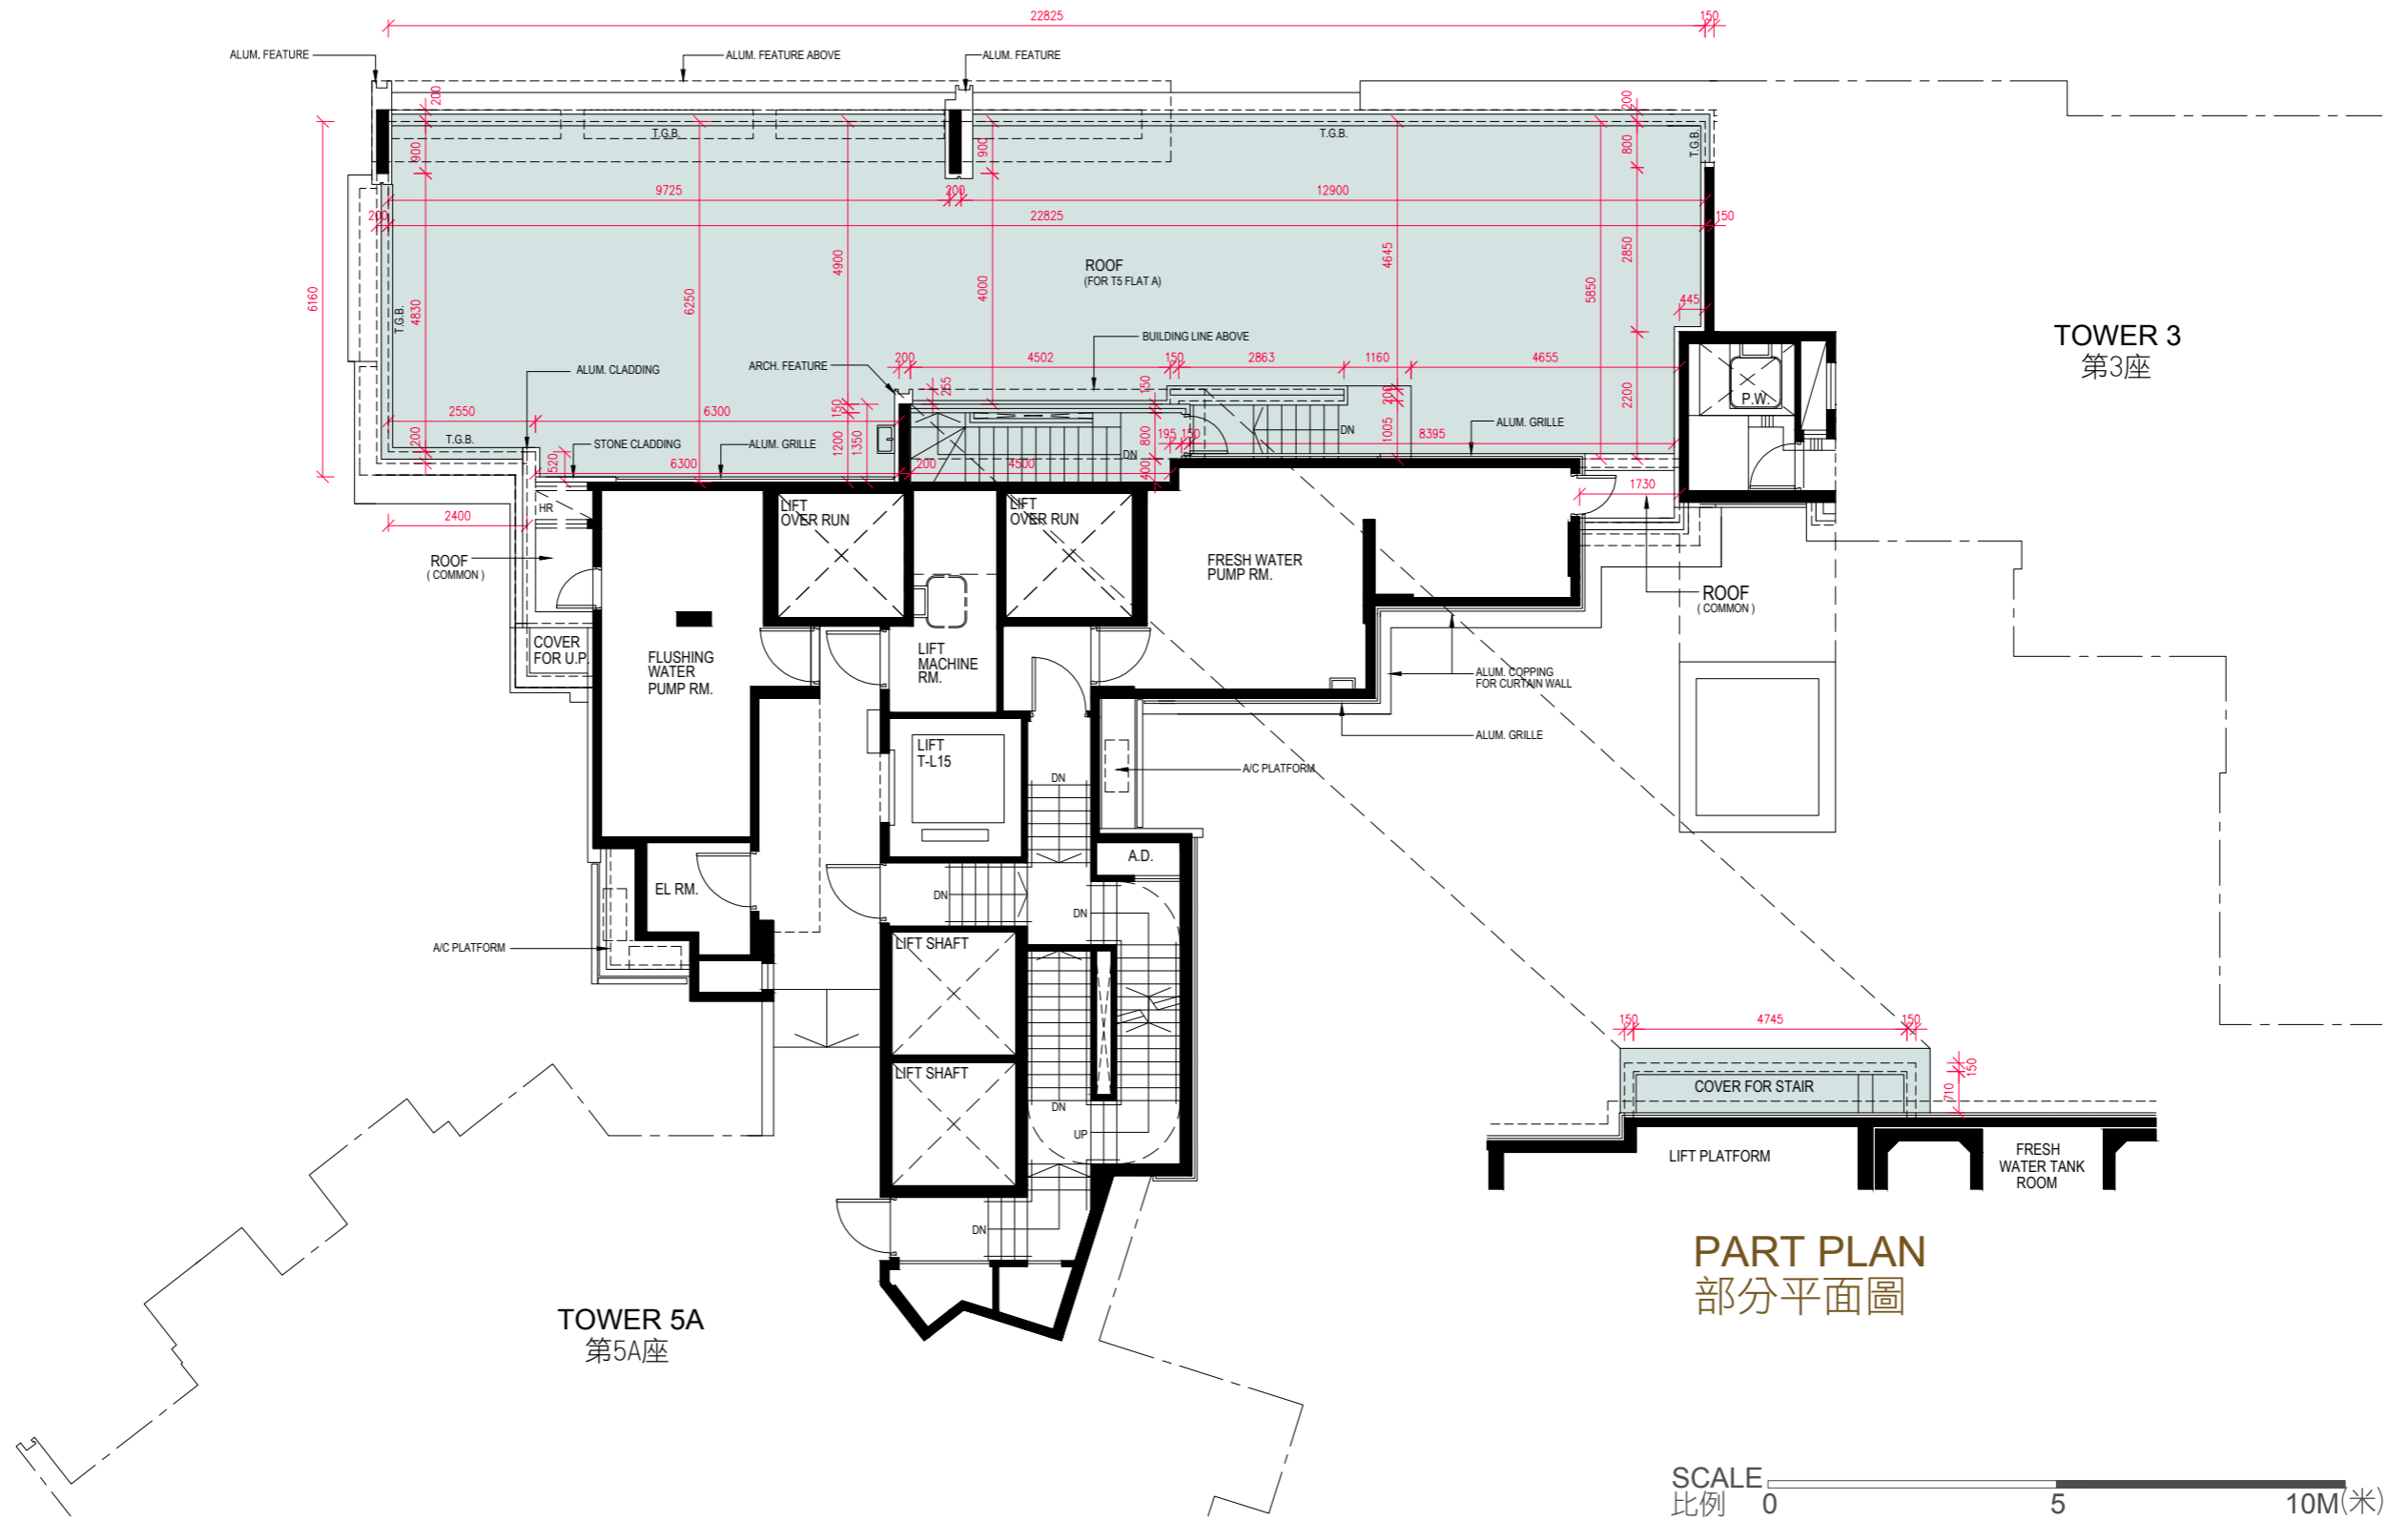 22825
150
ALUM. FEATURE
ALUM. FEATURE ABOVE
ALUM. FEATURE
200
200
T.G.B.
T.G.B.
T.G.B.
900
900
800
9725
200
12900
200
22825
150
6160
4830
6250
4900
4000
4645
5850
2850
ROOF
(FOR T5 FLAT A)
445
T.G.B.
BUILDING LINE ABOVE
TOWER 3
第3座
ALUM. CLADDING
ARCH. FEATURE
200
4502
150
2863
1160
4655
255
150
200
2200
P.W.
2550
6300
150
200
T.G.B.
STONE CLADDING
ALUM. GRILLE
1200
1350
800
195
150
1005
DN
8395
ALUM. GRILLE
DN
520
6300
200
4500
400
1730
HR
2400
LIFT
OVER RUN
LIFT
OVER RUN
ROOF
( COMMON )
FRESH WATER
PUMP RM.
ROOF
( COMMON )
COVER
FOR U.P.
FLUSHING
WATER
PUMP RM.
LIFT
MACHINE
RM.
ALUM. COPPING
FOR CURTAIN WALL
ALUM. GRILLE
LIFT
T-L15
DN
A/C PLATFORM
A.D.
EL RM.
DN
DN
A/C PLATFORM
LIFT SHAFT
LIFT SHAFT
DN
UP
DN
150
4745
150
150
710
COVER FOR STAIR
LIFT PLATFORM
FRESH
WATER TANK
ROOM
PART PLAN
部分平面圖
TOWER 5A
第5A座
SCALE
比例
0
5
10M(米)